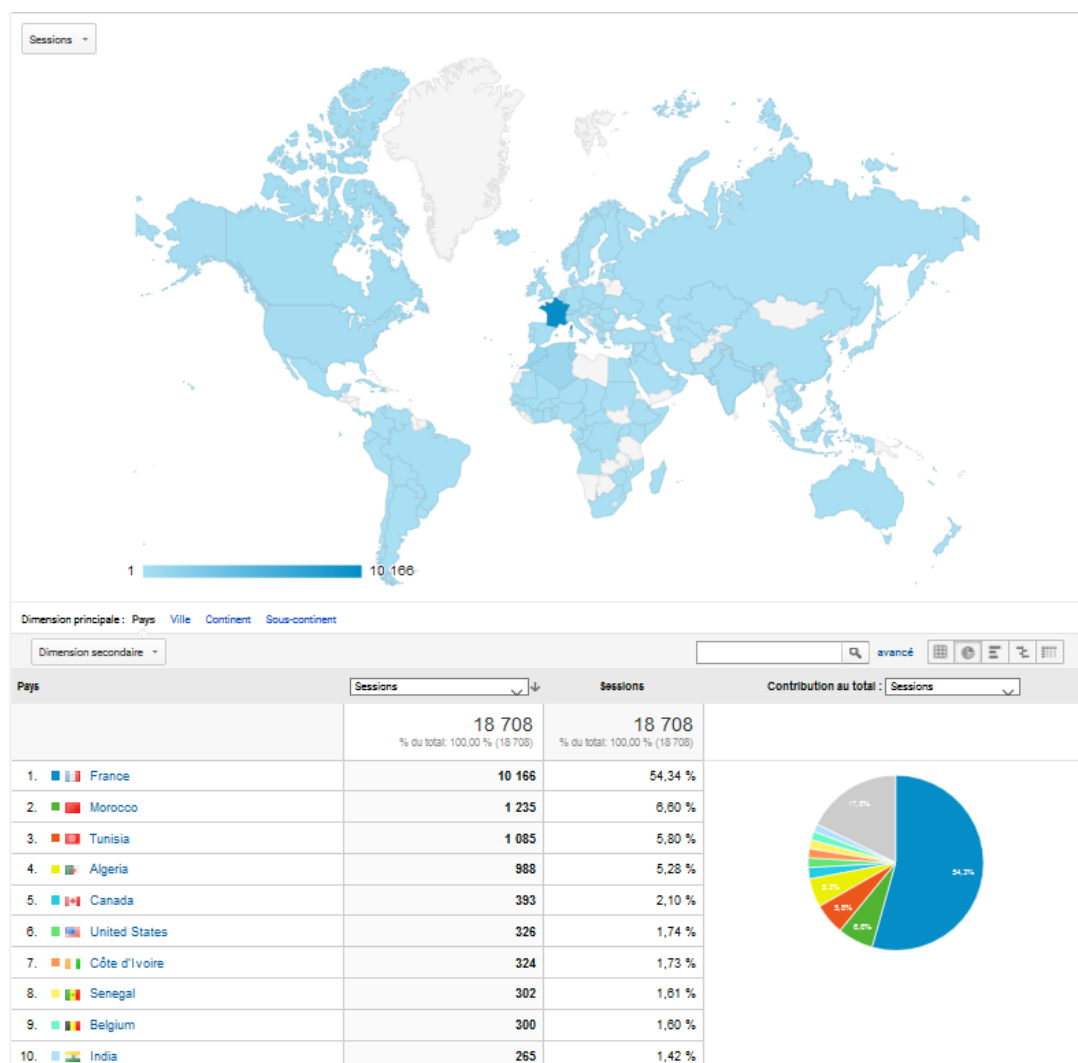 Sessions
1 10 166
Dimension principale : Pays Ville Continent Sous-continent
Dimension secondaire avancé
Pays Sessions Sessions Contribution au total : Sessions
18 708 18 708
% du total: 100,00 % (18 708) % du total: 100,00 % (18 708)
1. France 10 166 54,34 %
2. Morocco 1 235 6,60 %
3. Tunisia 1 085 5,80 %
4. Algeria 988 5,28 %
5. Canada 393 2,10 %
6. United States 326 1,74 %
7. Côte d'Ivoire 324 1,73 %
8. Senegal 302 1,61 %
9. Belgium 300 1,60 %
10. India 265 1,42 %
17,8%
54,3%
5,3%
5,8%
6,6%